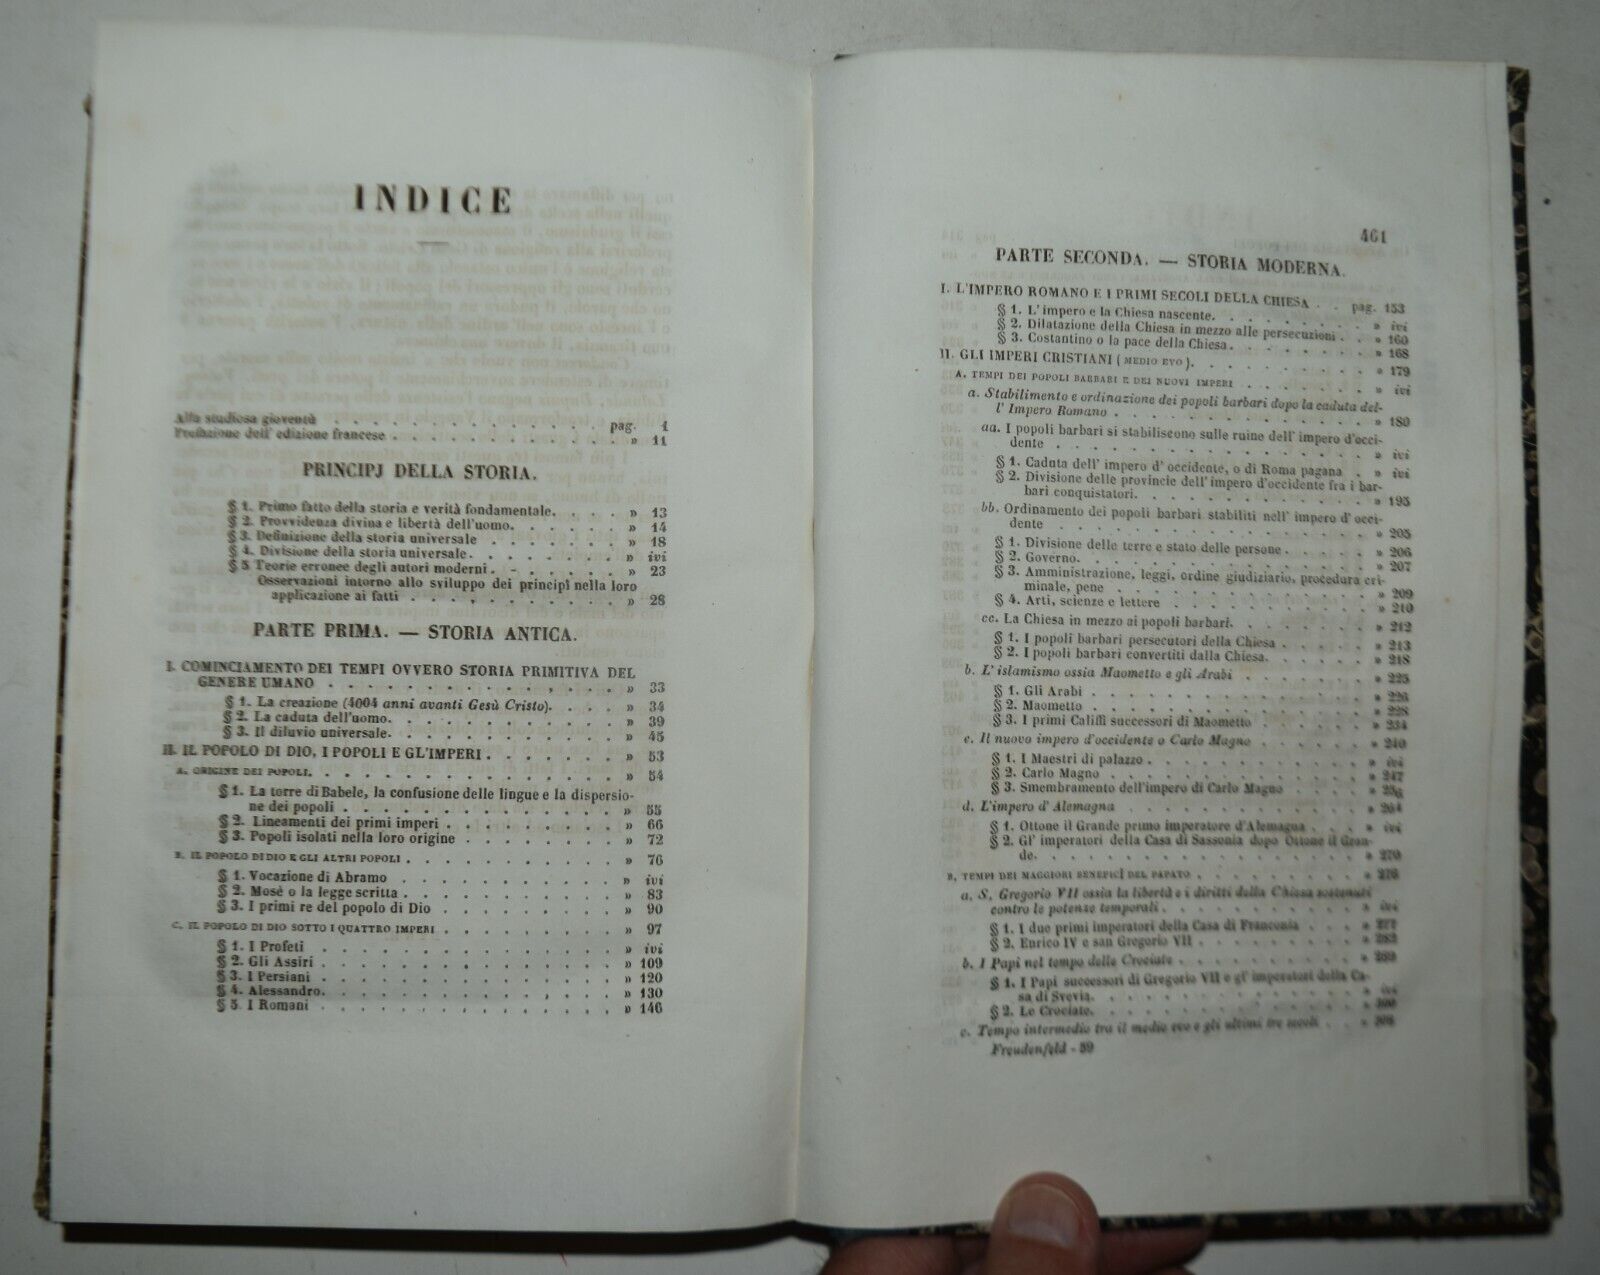 INDICE
Alla studiosa gioventù . . . . . . . . . . . . . pag. 1
Prefazione dell' edizione francese . . . . . . . . . . . » 11
PRINCIPJ DELLA STORIA.
§ 1. Primo fatto della storia e verità fondamentale. . . . » 13
§ 2. Provvidenza divina e libertà dell'uomo. . . . . . » 14
§ 3. Definizione della storia universale . . . . . . . » 18
§ 4. Divisione della storia universale. . . . . . . . » ivi
§ 5 Teorie erronee degli autori moderni. . . . . . . » 23
Osservazioni intorno allo sviluppo dei principî nella loro
applicazione ai fatti . . . . . . . . . . . » 28
PARTE PRIMA. — STORIA ANTICA.
I. COMINCIAMENTO DEI TEMPI OVVERO STORIA PRIMITIVA DEL
GENERE UMANO . . . . . . . . . . . . . » 33
§ 1. La creazione (4004 anni avanti Gesù Cristo). . . . » 34
§ 2. La caduta dell'uomo. . . . . . . . . . . » 39
§ 3. Il diluvio universale. . . . . . . . . . . » 45
II. IL POPOLO DI DIO, I POPOLI E GL'IMPERI . . . . . . . » 53
A. ORIGINE DEI POPOLI. . . . . . . . . . . . . » 54
§ 1. La torre di Babele, la confusione delle lingue e la dispersio-
ne dei popoli . . . . . . . . . . . . . » 55
§ 2. Lineamenti dei primi imperi . . . . . . . . » 66
§ 3. Popoli isolati nella loro origine . . . . . . . » 72
B. IL POPOLO DI DIO E GLI ALTRI POPOLI . . . . . . . . » 76
§ 1. Vocazione di Abramo . . . . . . . . . . » ivi
§ 2. Mosè o la legge scritta . . . . . . . . . . » 83
§ 3. I primi re del popolo di Dio . . . . . . . . » 90
C. IL POPOLO DI DIO SOTTO I QUATTRO IMPERI . . . . . . . » 97
§ 1. I Profeti . . . . . . . . . . . . . . » ivi
§ 2. Gli Assiri . . . . . . . . . . . . . . » 109
§ 3. I Persiani . . . . . . . . . . . . . . » 120
§ 4. Alessandro. . . . . . . . . . . . . . » 130
§ 5. I Romani . . . . . . . . . . . . . . » 146
461
PARTE SECONDA. — STORIA MODERNA.
I. L'IMPERO ROMANO E I PRIMI SECOLI DELLA CHIESA . . pag. 153
§ 1. L'impero e la Chiesa nascente. . . . . . . . » ivi
§ 2. Dilatazione della Chiesa in mezzo alle persecuzioni . . » 160
§ 3. Costantino o la pace della Chiesa. . . . . . . » 168
II. GLI IMPERI CRISTIANI ( MEDIO EVO ). . . . . . . . . » 179
A. TEMPI DEI POPOLI BARBARI E DEI NUOVI IMPERI . . . . . . » ivi
a. Stabilimento e ordinazione dei popoli barbari dopo la caduta del-
l' Impero Romano . . . . . . . . . . . . » 180
aa. I popoli barbari si stabiliscono sulle ruine dell' impero d'occi-
dente . . . . . . . . . . . . . . » ivi
§ 1. Caduta dell' impero d' occidente, o di Roma pagana . » ivi
§ 2. Divisione delle provincie dell'impero d'occidente fra i bar-
bari conquistatori. . . . . . . . . . . . » 195
bb. Ordinamento dei popoli barbari stabiliti nell' impero d'occi-
dente . . . . . . . . . . . . . . » 205
§ 1. Divisione delle terre e stato delle persone . . . . . » 206
§ 2. Governo. . . . . . . . . . . . . . » 207
§ 3. Amministrazione, leggi, ordine giudiziario, procedura cri-
minale, pene . . . . . . . . . . . . . » 209
§ 4. Arti, scienze e lettere . . . . . . . . . . » 210
cc. La Chiesa in mezzo ai popoli barbari. . . . . . . » 212
§ 1. I popoli barbari persecutori della Chiesa . . . . . » 213
§ 2. I popoli barbari convertiti dalla Chiesa. . . . . . » 218
b. L' islamismo ossia Maometto e gli Arabi . . . . . . » 225
§ 1. Gli Arabi . . . . . . . . . . . . . » 226
§ 2. Maometto . . . . . . . . . . . . . » 228
§ 3. I primi Califfi successori di Maometto . . . . . » 234
c. Il nuovo impero d'occidente o Carlo Magno . . . . . » 240
§ 1. I Maestri di palazzo . . . . . . . . . . » ivi
§ 2. Carlo Magno . . . . . . . . . . . . » 247
§ 3. Smembramento dell'impero di Carlo Magno . . . . » 25g
d. L'impero d' Alemagna . . . . . . . . . . . » 264
§ 1. Ottone il Grande primo imperatore d'Alemagna . . . » ivi
§ 2. Gl' imperatori della Casa di Sassonia dopo Ottone il Gran-
de. . . . . . . . . . . . . . . . » 270
B. TEMPI DEI MAGGIORI BENEFICÎ DEL PAPATO . . . . . . . » 276
a. S. Gregorio VII ossia la libertà e i diritti della Chiesa sostenuti
contro le potenze temporali . . . . . . . . . » ivi
§ 1. I due primi imperatori della Casa di Franconia . . . » 277
§ 2. Enrico IV e san Gregorio VII . . . . . . . . » 282
b. I Papi nel tempo delle Crociate . . . . . . . . . » 289
§ 1. I Papi successori di Gregorio VII e gl' imperatori della Ca-
sa di Svevia. . . . . . . . . . . . . » ivi
§ 2. Le Crociate. . . . . . . . . . . . . » 300
c. Tempo intermedio tra il medio evo e gli ultimi tre secoli . . » 308
Freudenfeld - 59